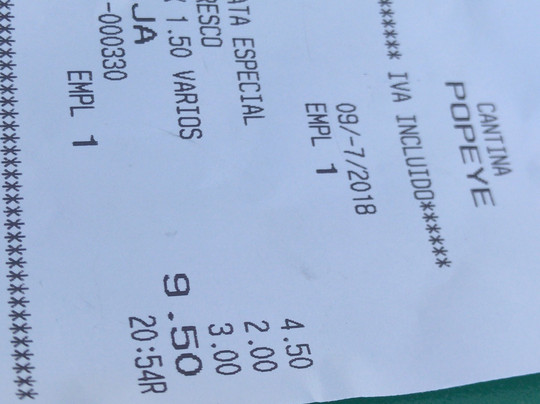 CANTINA
POPEYE
****** IVA INCLUIDO******
09/-7/2018
EMPL 1
4.50
ATA ESPECIAL 2.00
RESCO 3.00
X 1.50 VARIOS
JA 9.50
-000330 20:54R
EMPL 1